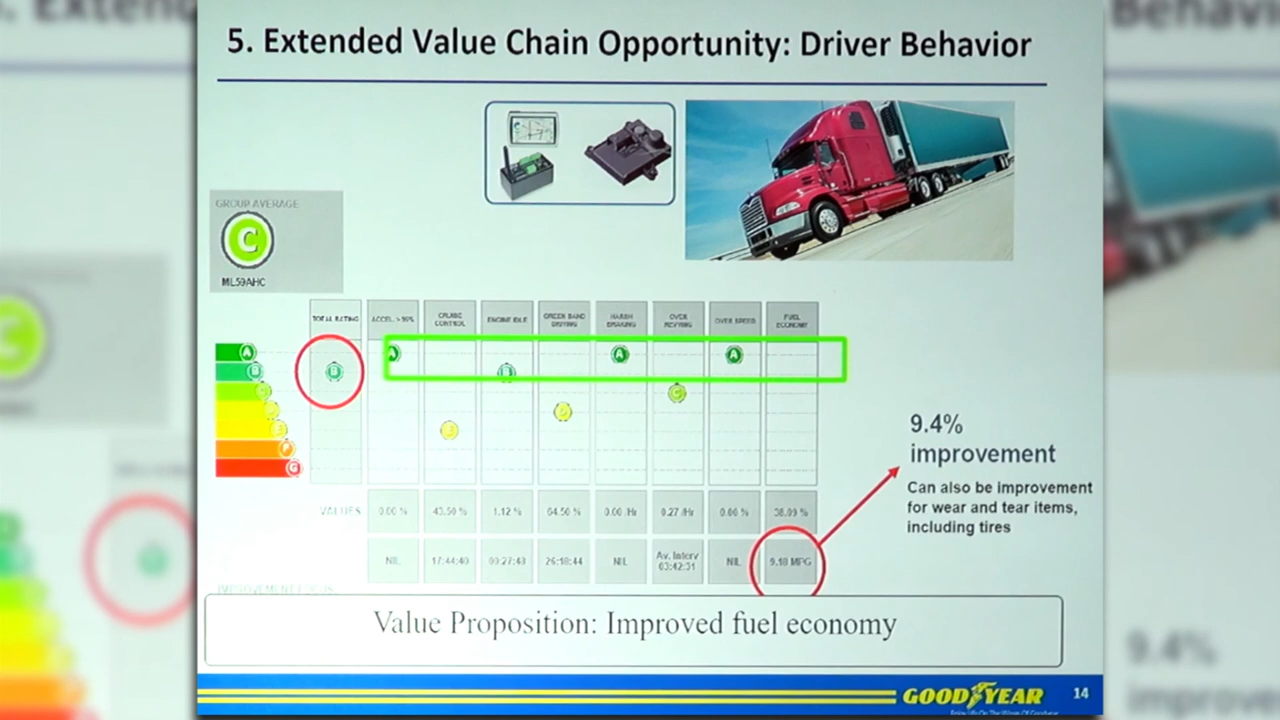 5. Extended Value Chain Opportunity: Driver Behavior
GROUP AVERAGE
C
ML59AHC
TOTAL RATING
ACCEL. >90%
CRUISE CONTROL
ENGINE IDLE
GREEN BAND DRIVING
HARSH BRAKING
OVER REVVING
OVER SPEED
FUEL ECONOMY
A A A A
B B B
C
D
E
F
G
VALUES 0.00 % 43.50 % 1.12 % 64.50 % 0.00 /Hr 0.27 /Hr 0.00 % 38.09 %
NIL 17:44:40 00:27:43 26:18:44 NIL Av. Interv 03:42:31 NIL 9.18 MPG
9.4%
improvement
Can also be improvement
for wear and tear items,
including tires
IMPROVEMENT FOCUS
Value Proposition: Improved fuel economy
GOODYEAR
14